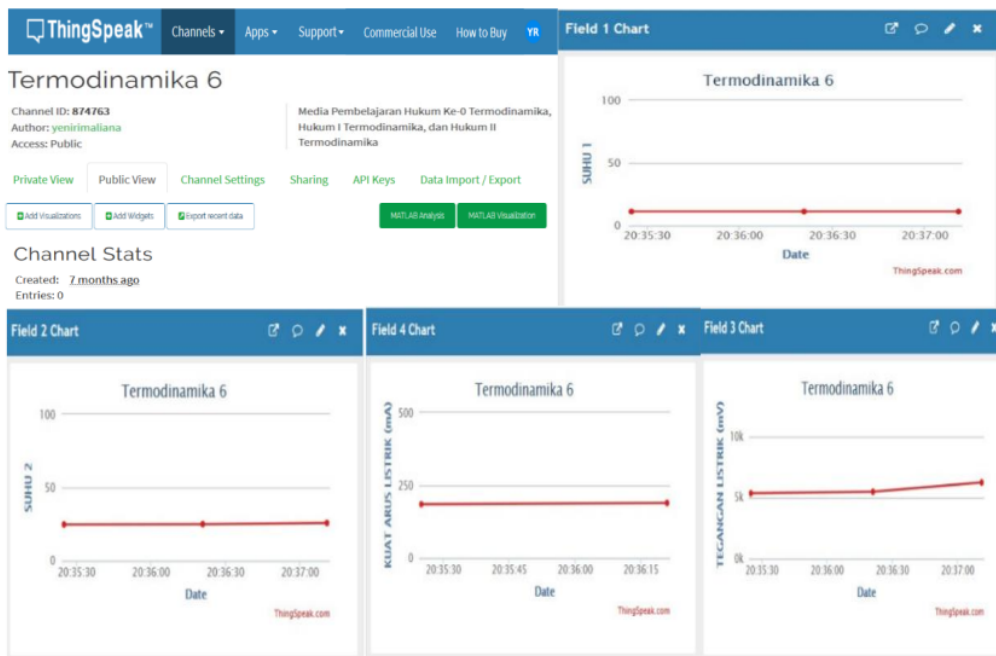 ThingSpeak™ Channels Apps Support Commercial Use How to Buy YR
Termodinamika 6
Channel ID: 874763
Author: yenirimaliana
Access: Public
Media Pembelajaran Hukum Ke-0 Termodinamika,
Hukum I Termodinamika, dan Hukum II
Termodinamika
Private View Public View Channel Settings Sharing API Keys Data Import / Export
Add Visualizations Add Widgets Export recent data MATLAB Analysis MATLAB Visualization
Channel Stats
Created: 7 months ago
Entries: 0
Field 1 Chart
Termodinamika 6
SUHU 1
100
50
0
20:35:30 20:36:00 20:36:30 20:37:00
Date
ThingSpeak.com
Field 2 Chart
Termodinamika 6
SUHU 2
100
50
0
20:35:30 20:36:00 20:36:30 20:37:00
Date
ThingSpeak.com
Field 4 Chart
Termodinamika 6
KUAT ARUS LISTRIK (mA)
500
250
0
20:35:30 20:35:45 20:36:00 20:36:15
Date
ThingSpeak.com
Field 3 Chart
Termodinamika 6
TEGANGAN LISTRIK (mV)
10k
5k
0k
20:35:30 20:36:00 20:36:30 20:37:00
Date
ThingSpeak.com